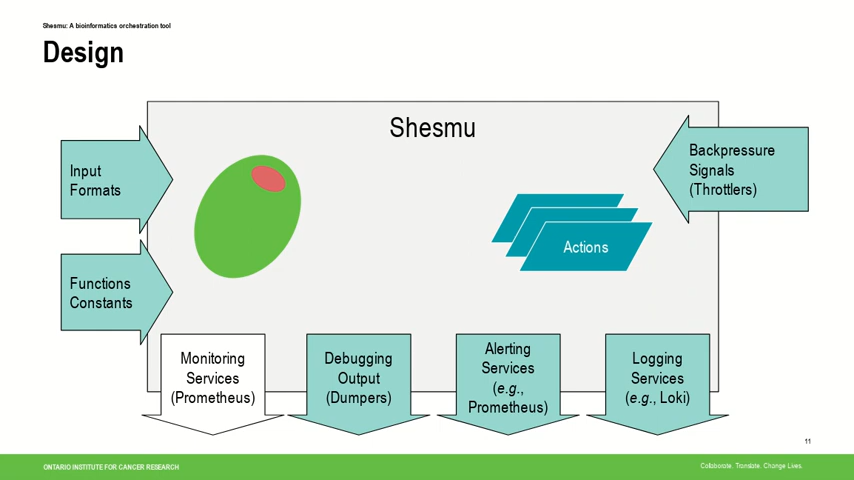 Shesmu: A bioinformatics orchestration tool
Design
Shesmu
Input
Formats
Backpressure
Signals
(Throttlers)
Actions
Functions
Constants
Monitoring
Services
(Prometheus)
Debugging
Output
(Dumpers)
Alerting
Services
(e.g.,
Prometheus)
Logging
Services
(e.g., Loki)
11
ONTARIO INSTITUTE FOR CANCER RESEARCH
Collaborate. Translate. Change Lives.